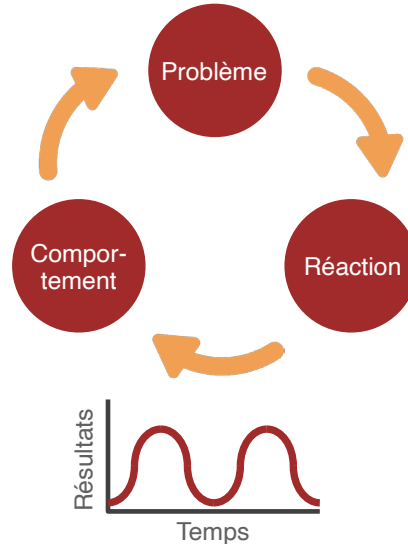 Problème
Réaction
Compor-
tement
Résultats
Temps